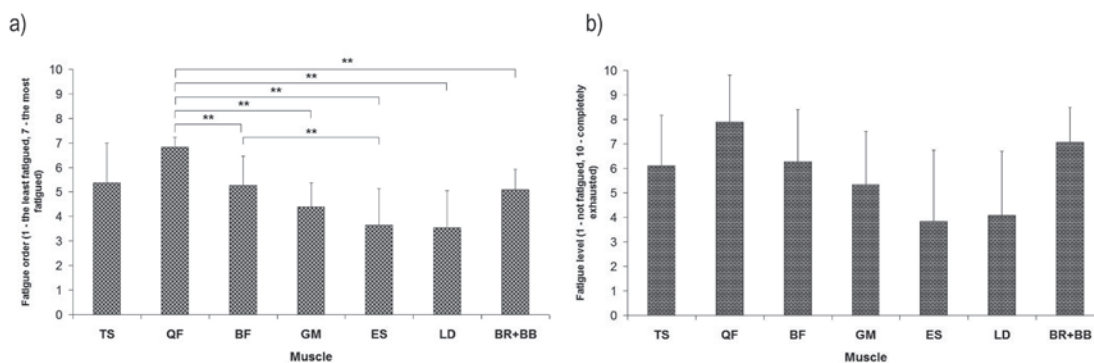 a)
Fatigue order (1 - the least fatigued, 7 - the most
fatigued)
10
9
8
7
6
5
4
3
2
1
0
**
**
**
**
**
**
TS QF BF GM ES LD BR+BB
Muscle
b)
Fatigue level (1 - not fatigued, 10 - completely
exhausted)
10
9
8
7
6
5
4
3
2
1
0
TS QF BF GM ES LD BR+BB
Muscle